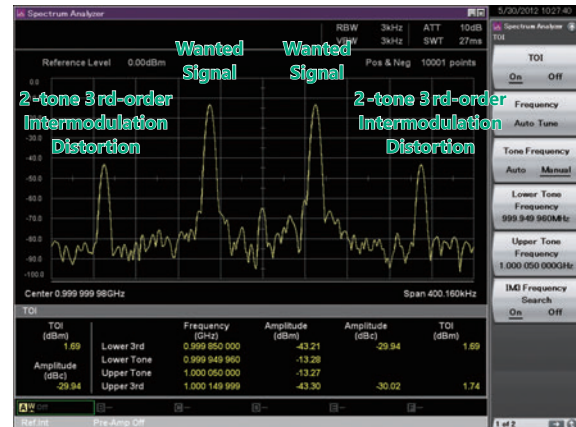 Spectrum Analyzer
5/30/2012 10:27:40
RBW 3kHz ATT 10dB
VBW 3kHz SWT 27ms
Reference Level 0.00dBm
Pos & Neg 10001 points
Wanted
Signal
Wanted
Signal
2-tone 3rd-order
Intermodulation
Distortion
2-tone 3rd-order
Intermodulation
Distortion
0.0
-40.0
-50.0
-60.0
-70.0
-80.0
-90.0
-100.0
Center 0.999 999 98GHz
Span 400.160kHz
TOI
TOI Frequency Amplitude Amplitude TOI
(dBm) (GHz) (dBm) (dBc) (dBm)
1.69 Lower 3rd 0.999 850 000 -43.21 -29.94 1.69
Lower Tone 0.999 949 960 -13.28
Amplitude
(dBc)
Upper Tone 1.000 050 000 -13.27
-29.94 Upper 3rd 1.000 149 999 -43.30 -30.02 1.74
Ref.Int Pre-Amp Off
Spectrum Analyzer
TOI
TOI
On Off
Frequency
Auto Tune
Tone Frequency
Auto Manual
Lower Tone
Frequency
999.949 960MHz
Upper Tone
Frequency
1.000 050 000GHz
IMD Frequency
Search
On Off
1 of 2